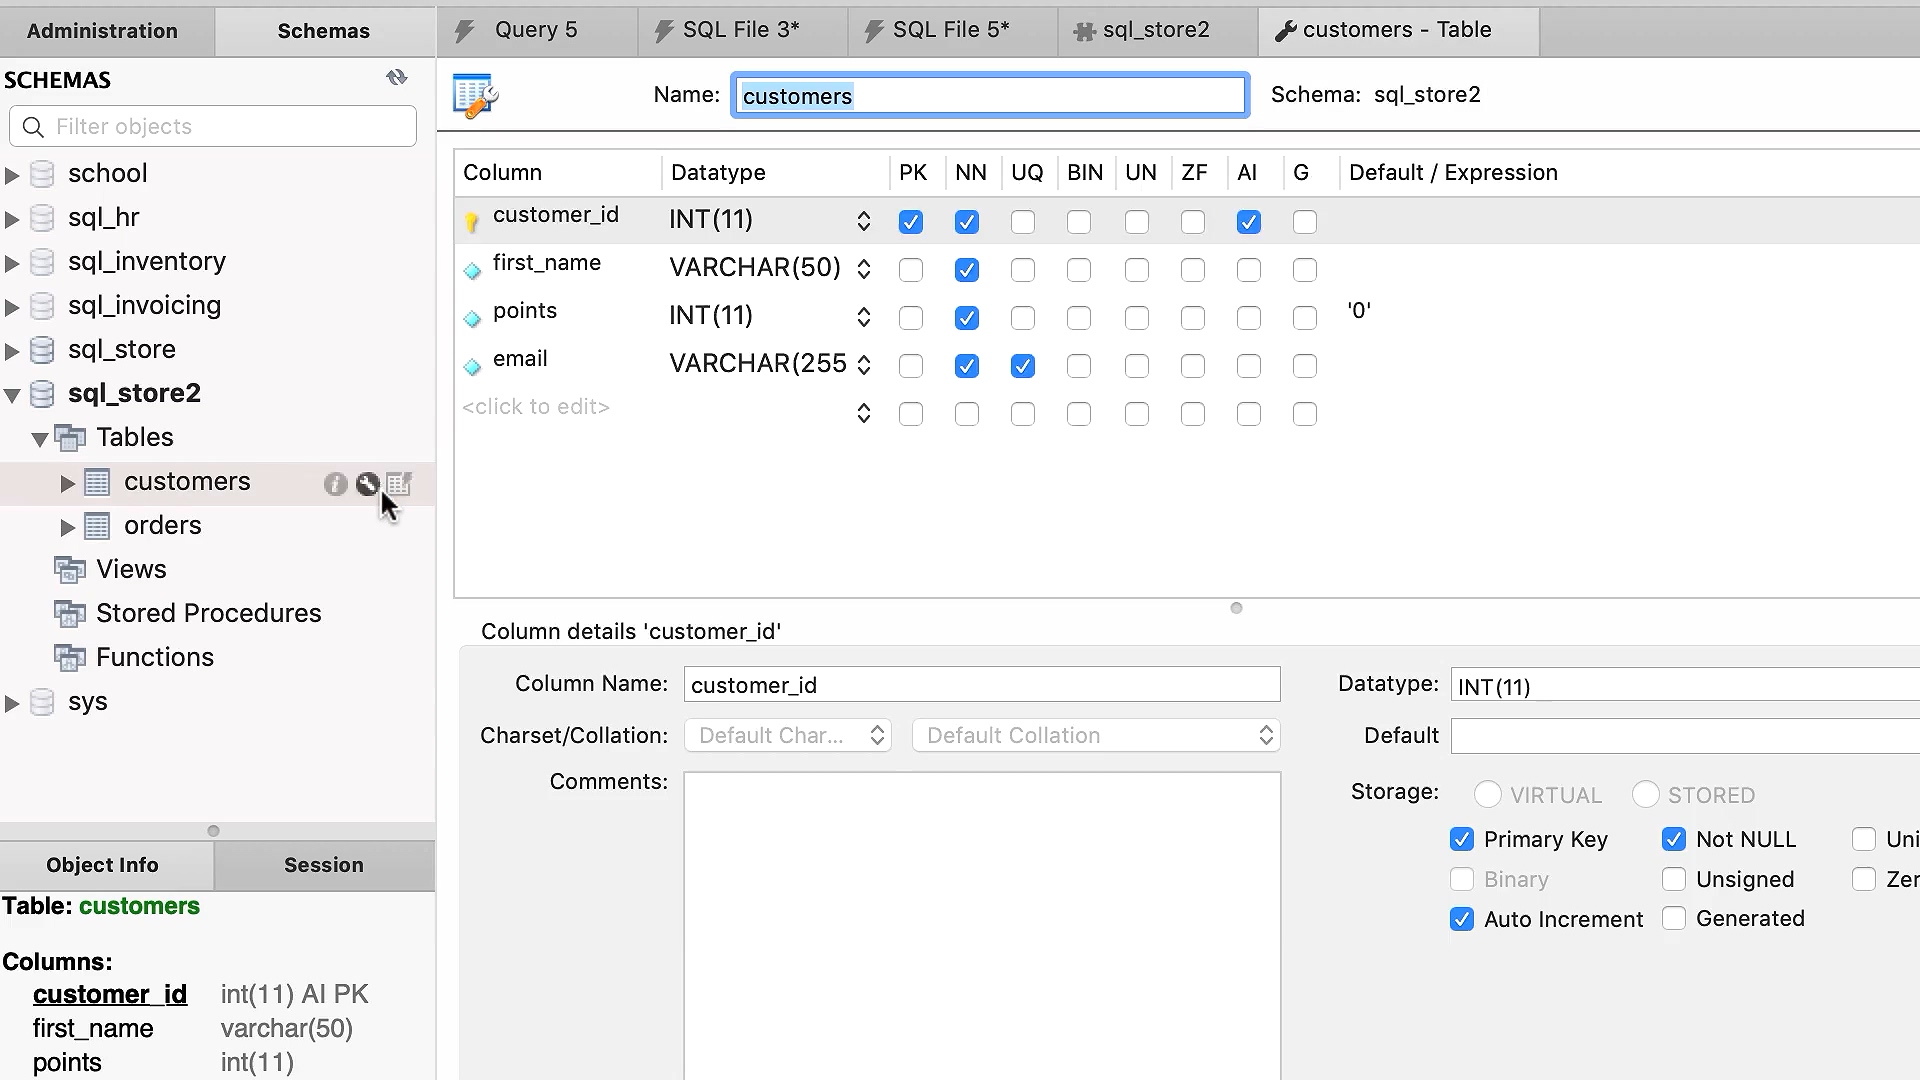 Administration
Schemas
Query 5
SQL File 3*
SQL File 5*
sql_store2
customers - Table
SCHEMAS
Filter objects
school
sql_hr
sql_inventory
sql_invoicing
sql_store
sql_store2
Tables
customers
orders
Views
Stored Procedures
Functions
sys
Name: customers
Schema: sql_store2
Column Datatype PK NN UQ BIN UN ZF AI G Default / Expression
customer_id INT(11)
first_name VARCHAR(50)
points INT(11) '0'
email VARCHAR(255
<click to edit>
Column details 'customer_id'
Column Name: customer_id
Datatype: INT(11)
Charset/Collation: Default Char... Default Collation
Default
Comments:
Storage: VIRTUAL STORED
Primary Key Not NULL Uni
Binary Unsigned Zer
Auto Increment Generated
Object Info
Session
Table: customers
Columns:
customer_id int(11) AI PK
first_name varchar(50)
points int(11)